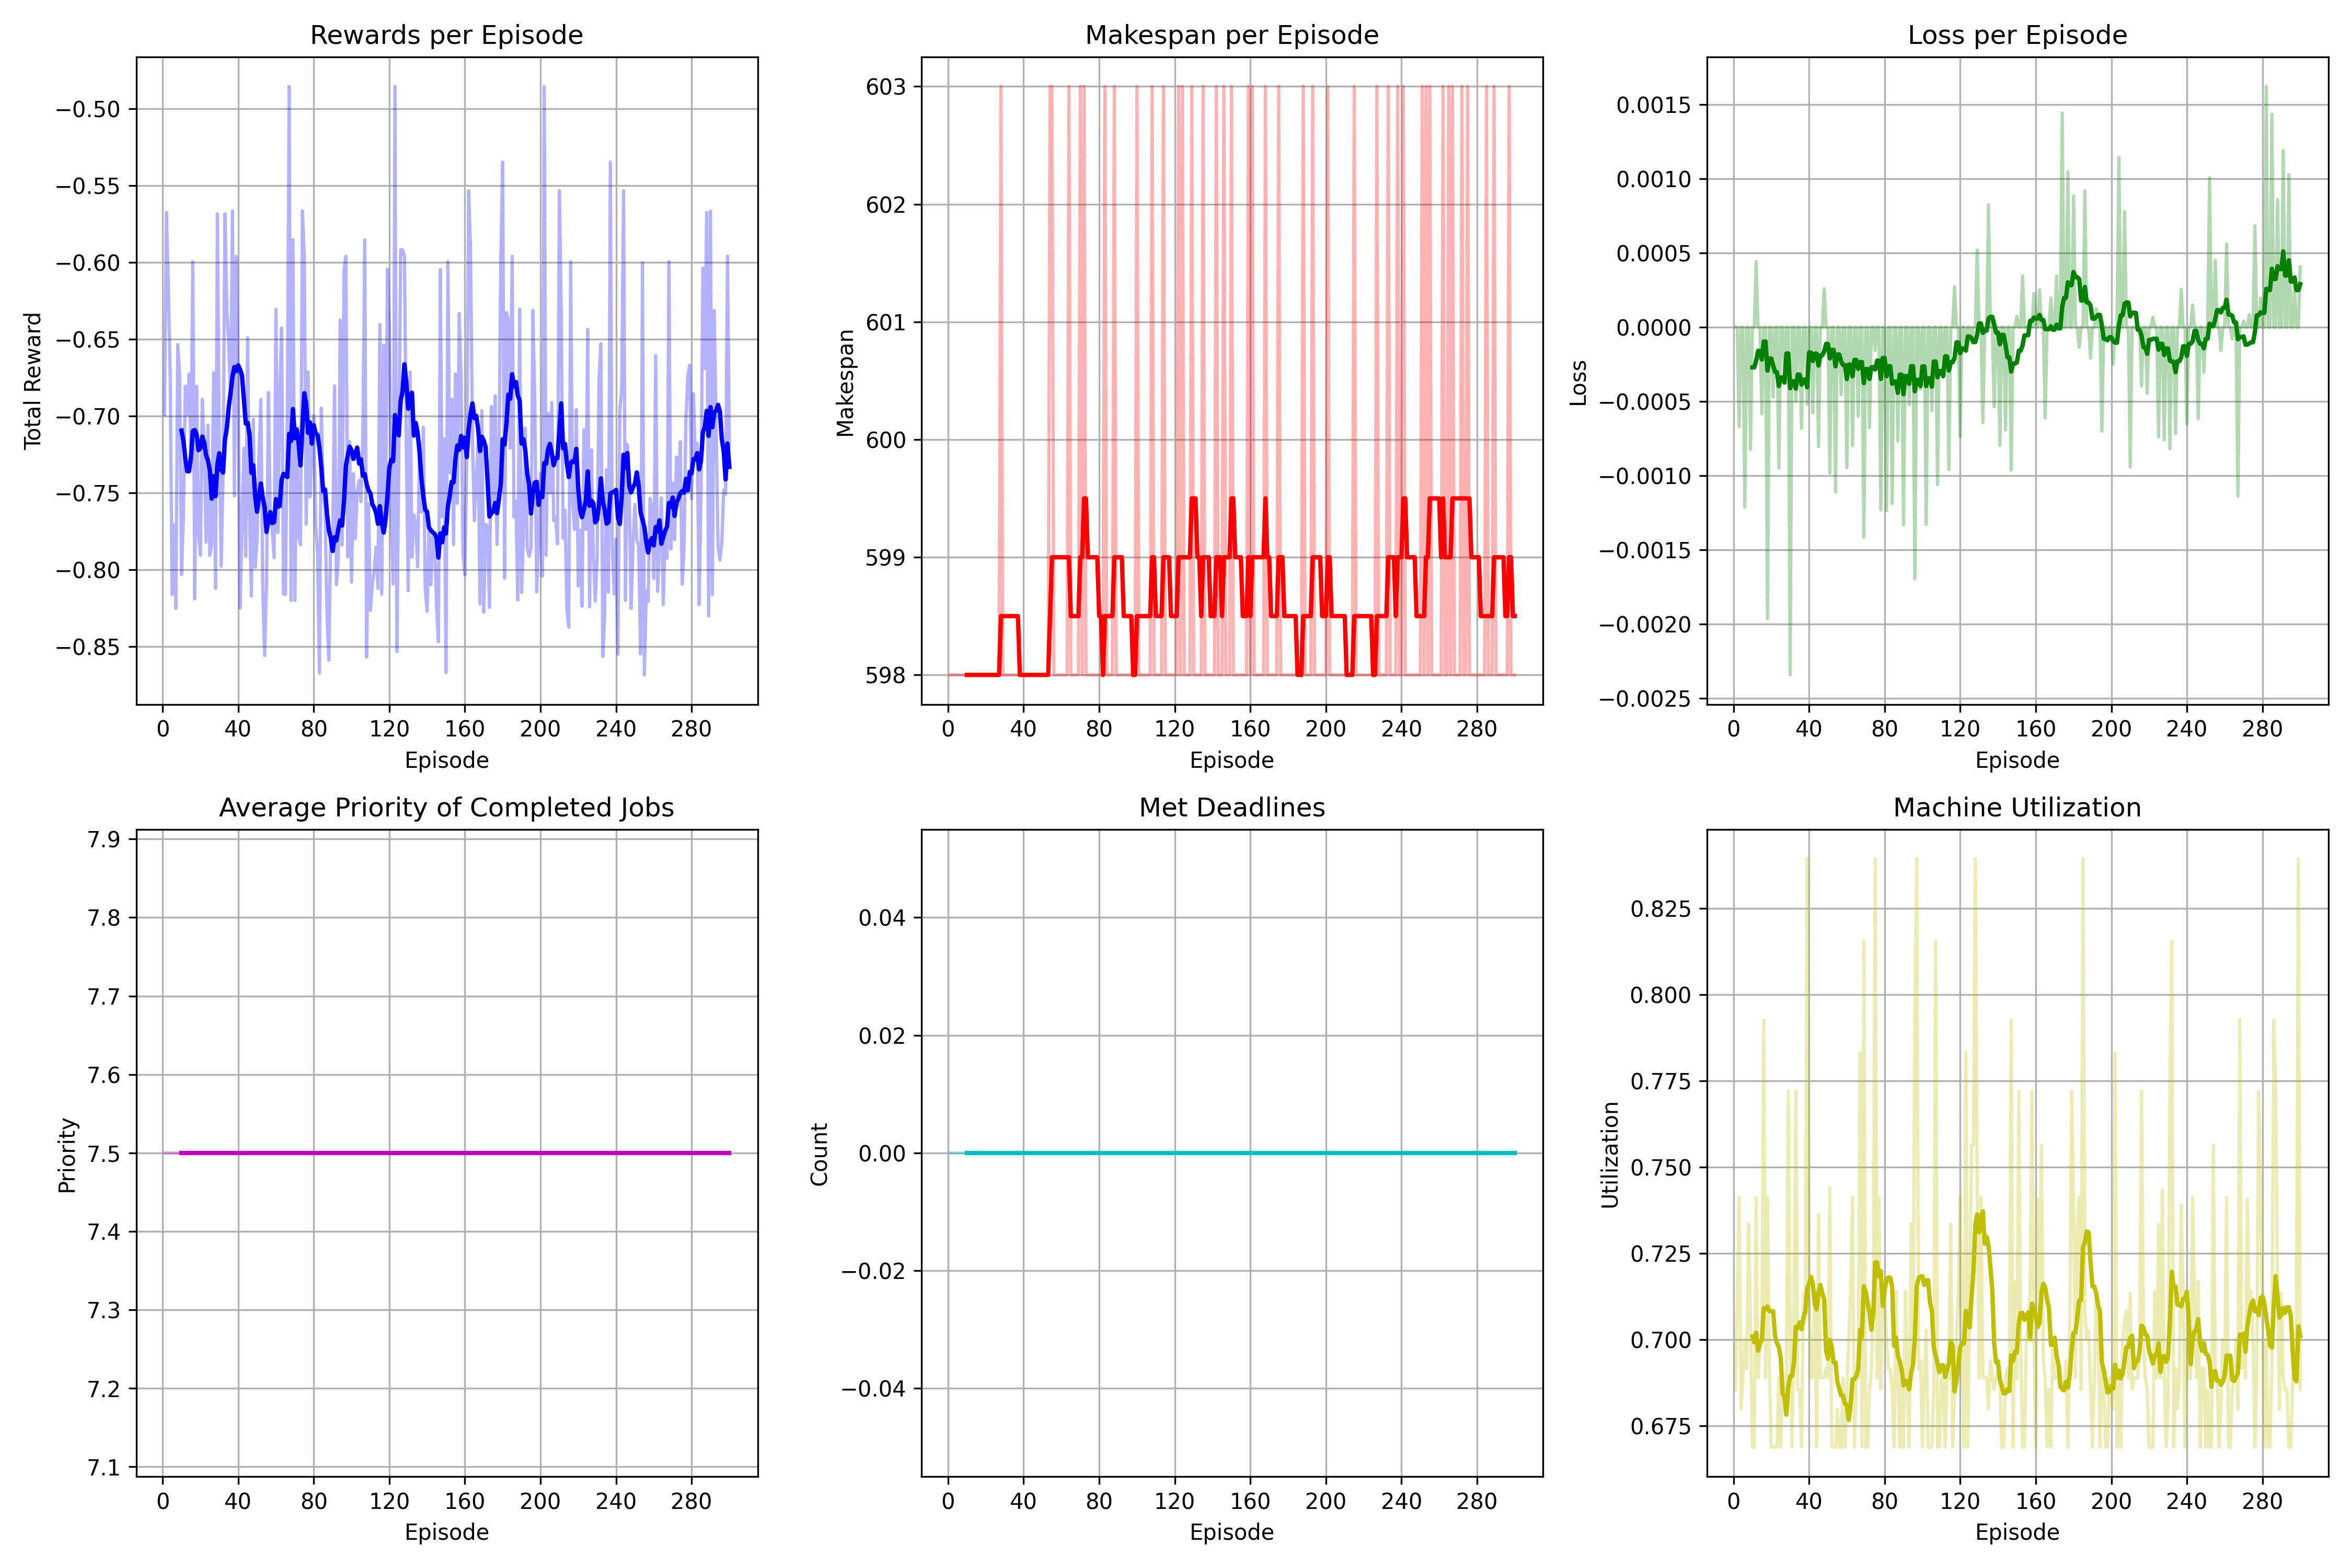 Rewards per Episode
Total Reward
−0.50
−0.55
−0.60
−0.65
−0.70
−0.75
−0.80
−0.85
0 40 80 120 160 200 240 280
Episode
Makespan per Episode
Makespan
603
602
601
600
599
598
0 40 80 120 160 200 240 280
Episode
Loss per Episode
Loss
0.0015
0.0010
0.0005
0.0000
−0.0005
−0.0010
−0.0015
−0.0020
−0.0025
0 40 80 120 160 200 240 280
Episode
Average Priority of Completed Jobs
Priority
7.9
7.8
7.7
7.6
7.5
7.4
7.3
7.2
7.1
0 40 80 120 160 200 240 280
Episode
Met Deadlines
Count
0.04
0.02
0.00
−0.02
−0.04
0 40 80 120 160 200 240 280
Episode
Machine Utilization
Utilization
0.825
0.800
0.775
0.750
0.725
0.700
0.675
0 40 80 120 160 200 240 280
Episode